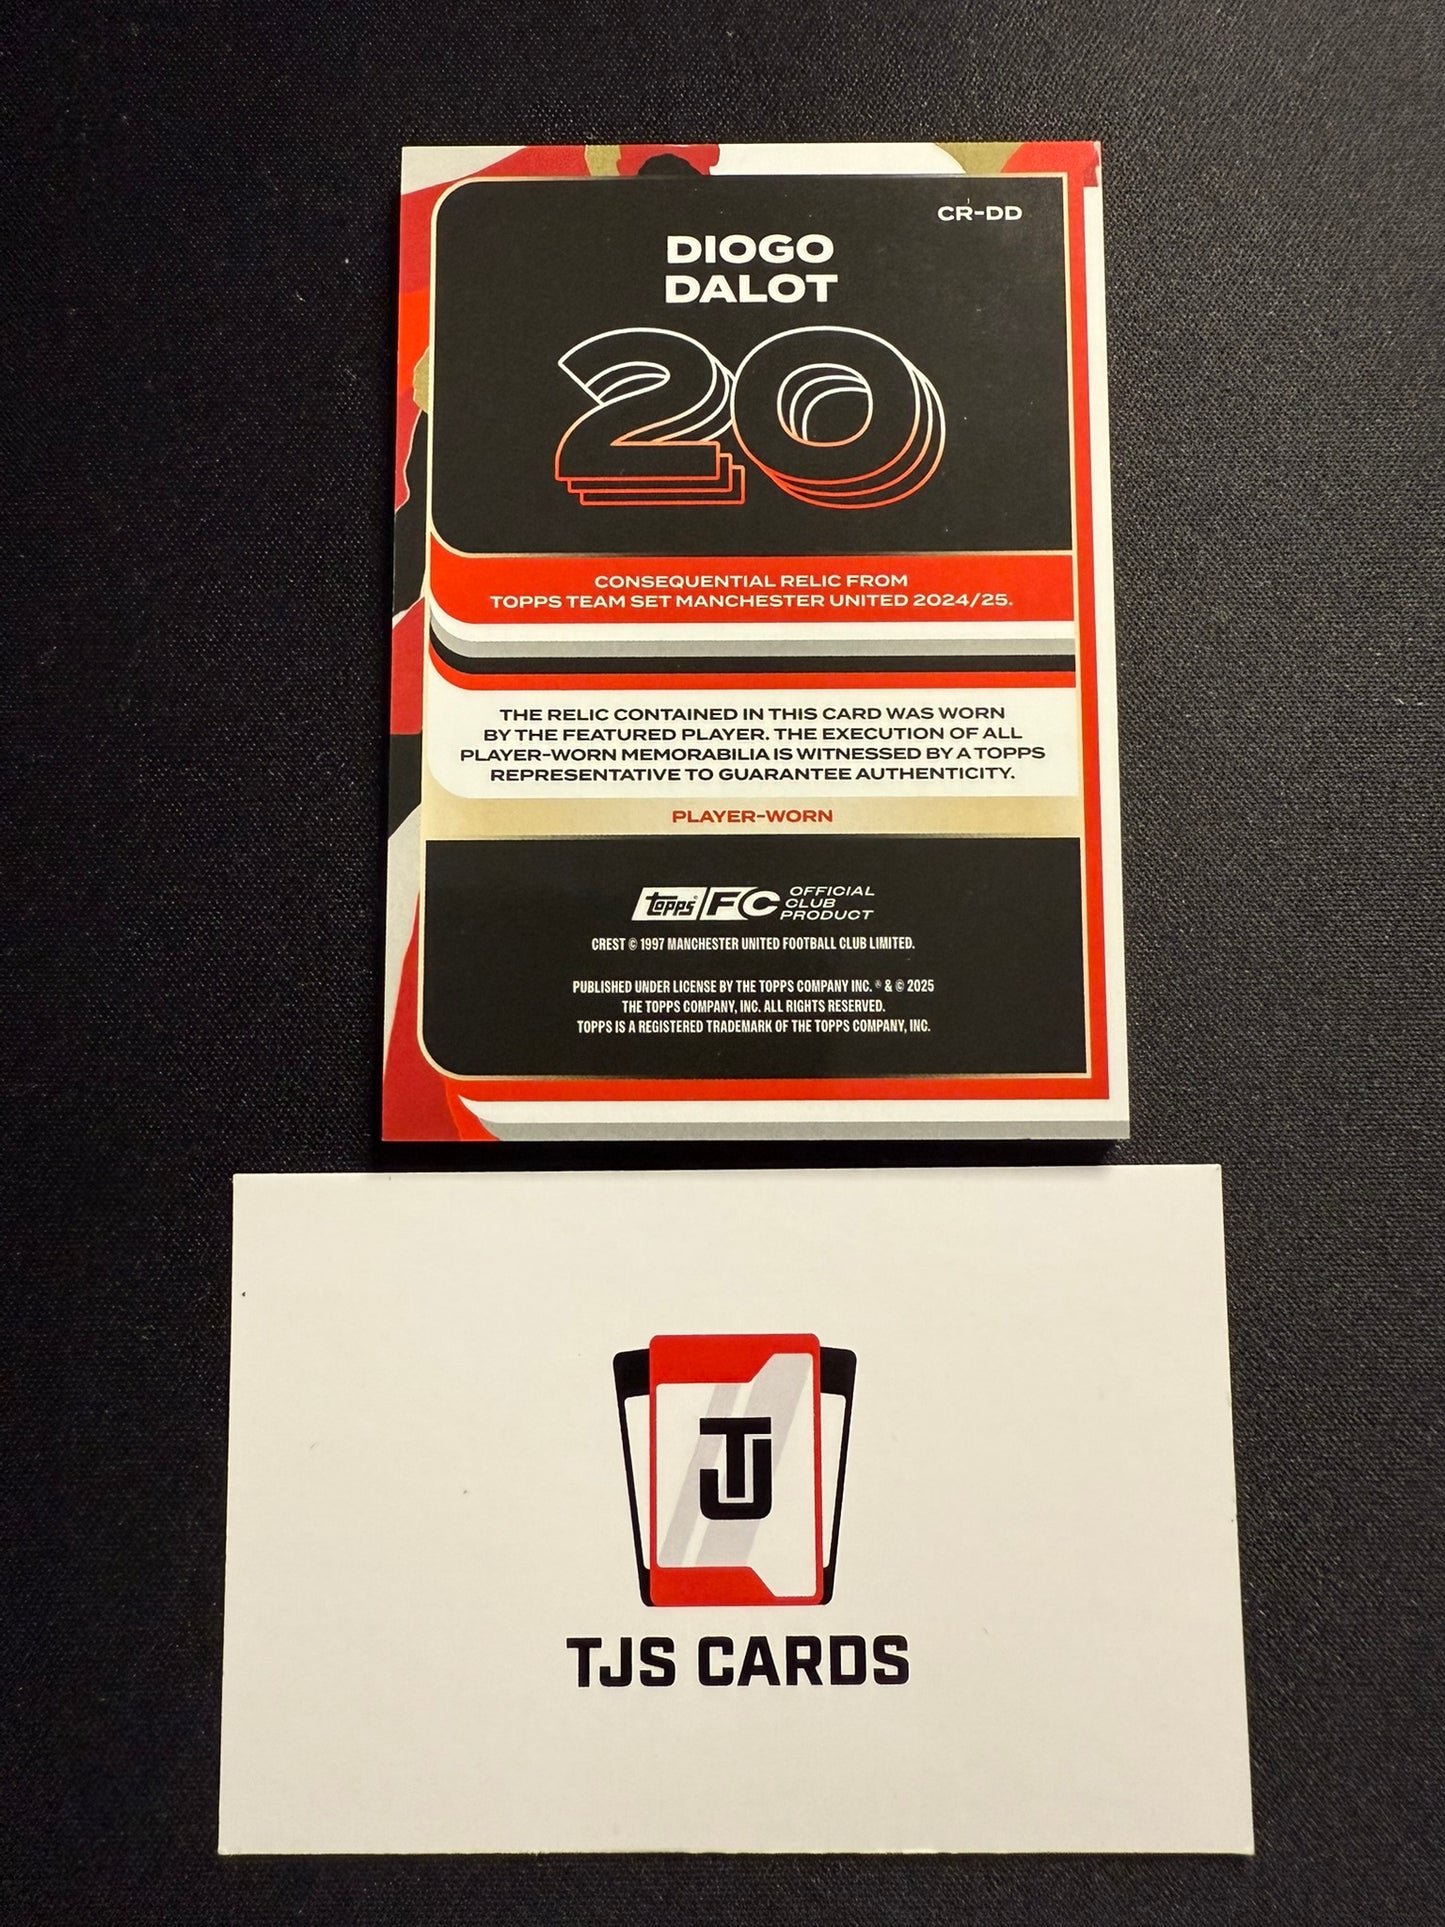 CR-DD
DIOGO
DALOT
20
CONSEQUENTIAL RELIC FROM
TOPPS TEAM SET MANCHESTER UNITED 2024/25.
THE RELIC CONTAINED IN THIS CARD WAS WORN
BY THE FEATURED PLAYER. THE EXECUTION OF ALL
PLAYER-WORN MEMORABILIA IS WITNESSED BY A TOPPS
REPRESENTATIVE TO GUARANTEE AUTHENTICITY.
PLAYER-WORN
topps® FC OFFICIAL
CLUB
PRODUCT
CREST © 1997 MANCHESTER UNITED FOOTBALL CLUB LIMITED.
PUBLISHED UNDER LICENSE BY THE TOPPS COMPANY INC. ® & © 2025
THE TOPPS COMPANY, INC. ALL RIGHTS RESERVED.
TOPPS IS A REGISTERED TRADEMARK OF THE TOPPS COMPANY, INC.
TJ
TJS CARDS